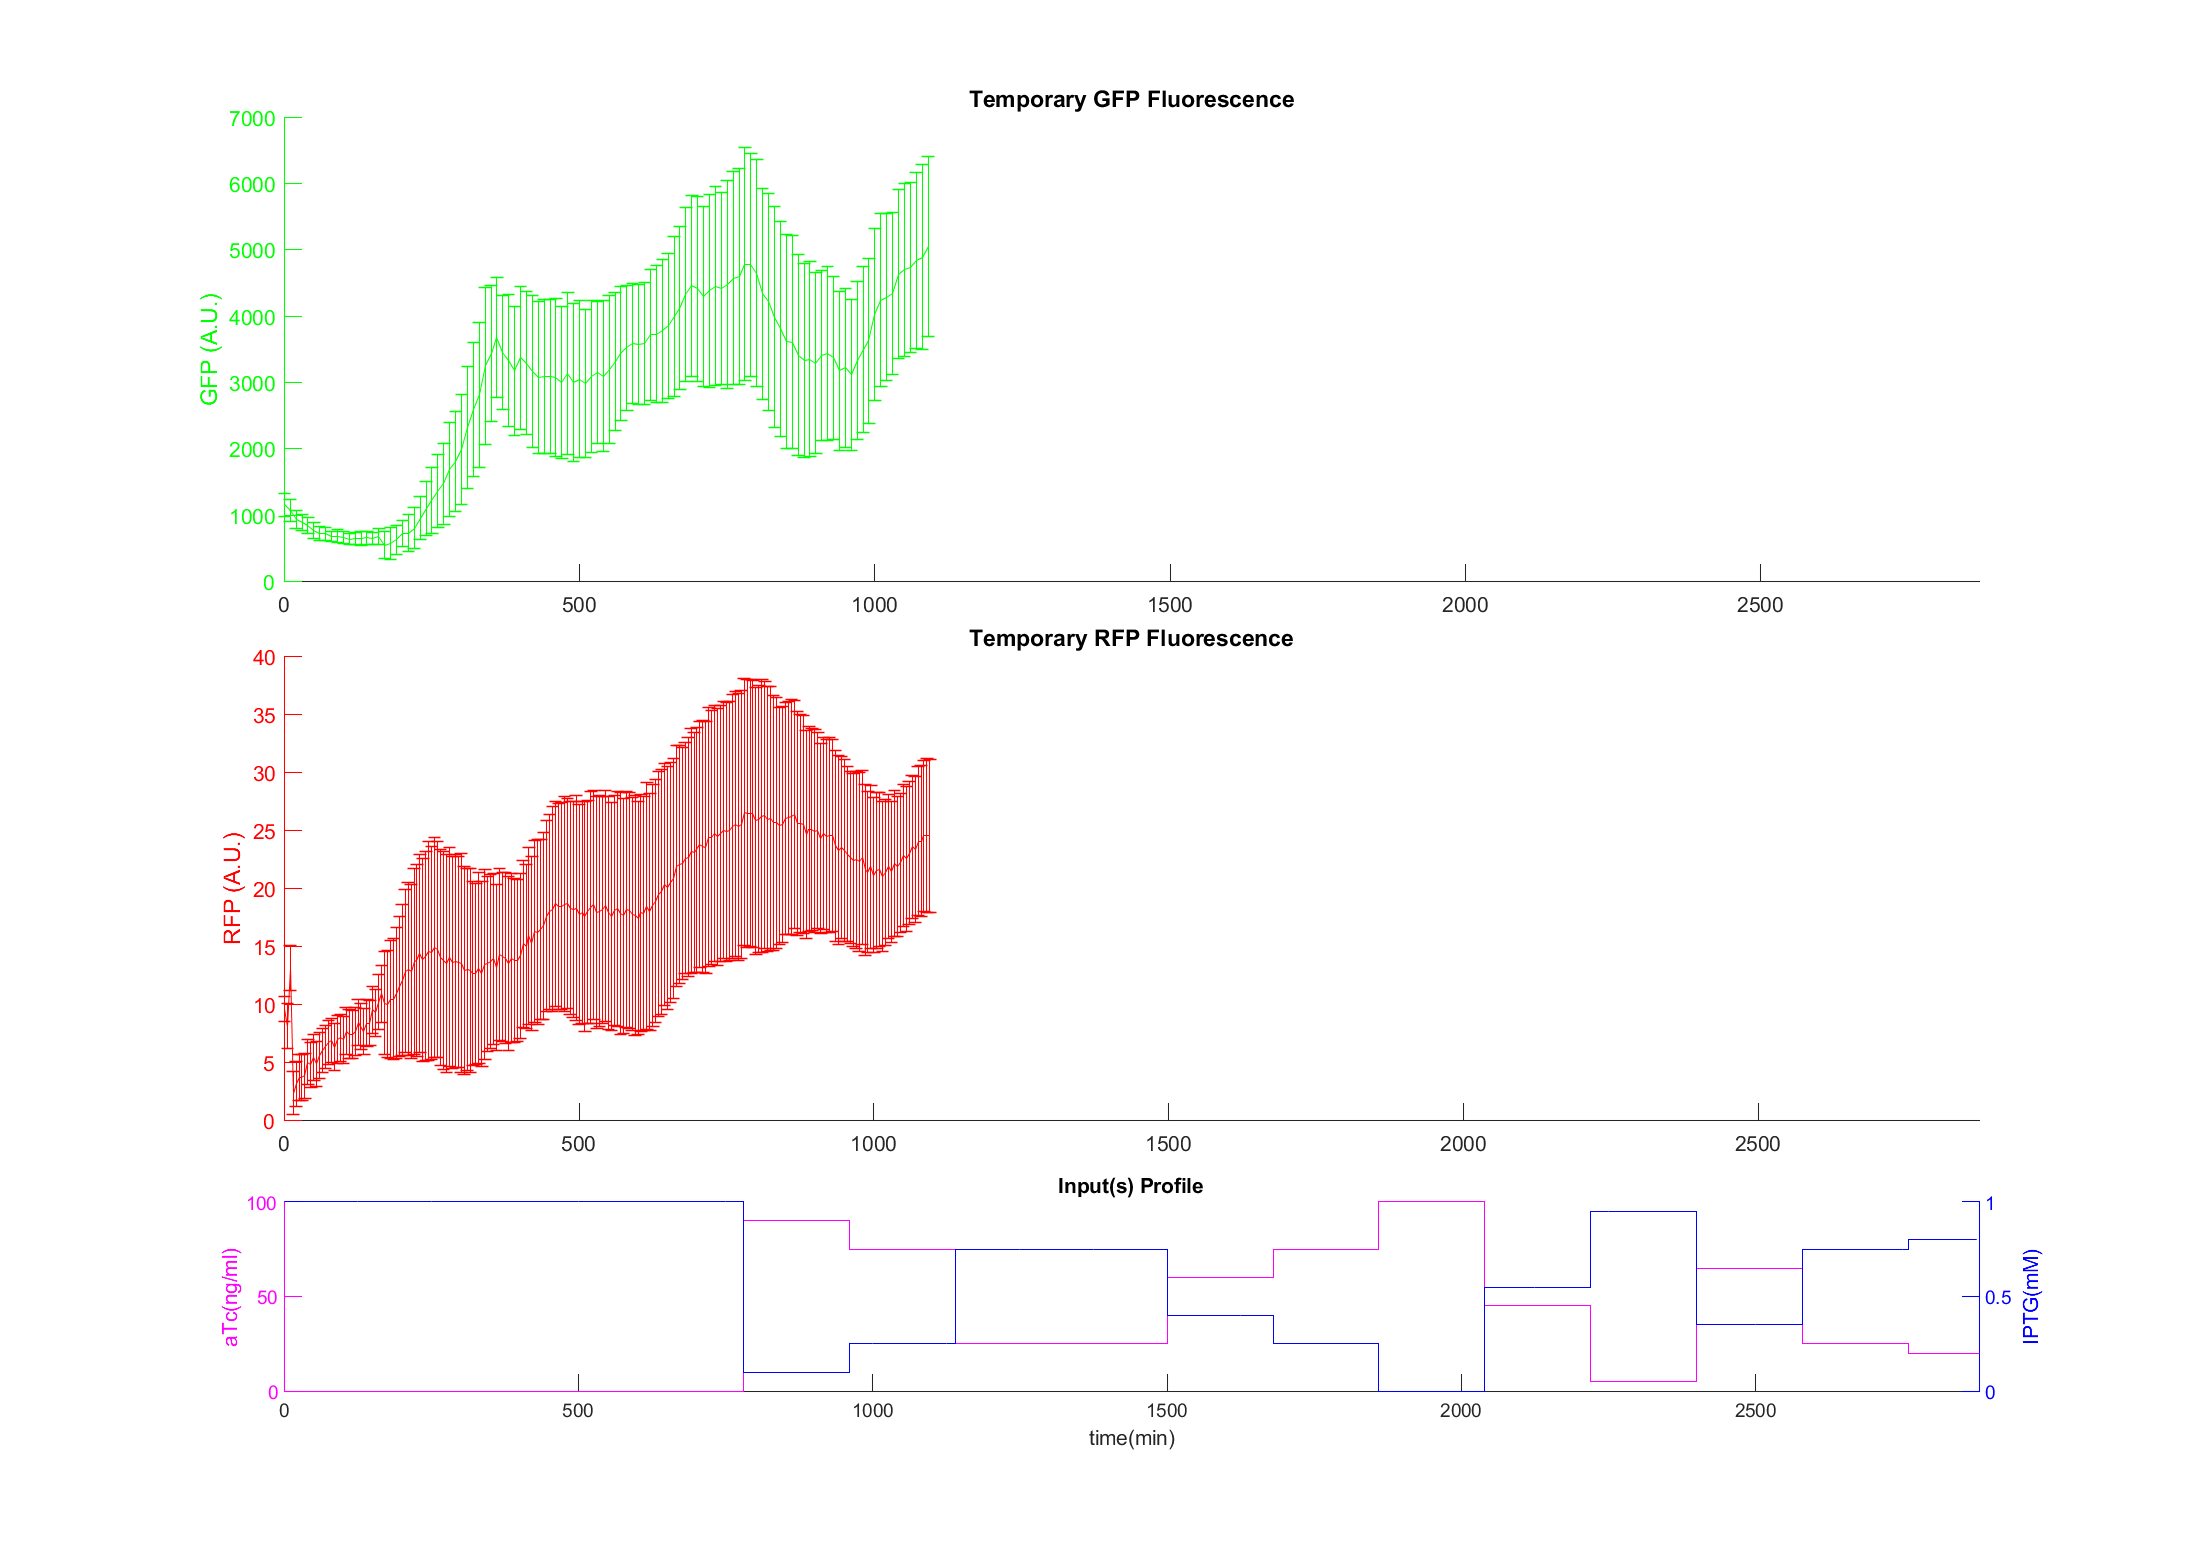 Temporary GFP Fluorescence
7000
6000
5000
4000
3000
2000
1000
0
GFP (A.U.)
0 500 1000 1500 2000 2500
Temporary RFP Fluorescence
40
35
30
25
20
15
10
5
0
RFP (A.U.)
0 500 1000 1500 2000 2500
Input(s) Profile
100
50
0
aTc(ng/ml)
1
0.5
0
IPTG(mM)
0 500 1000 1500 2000 2500
time(min)